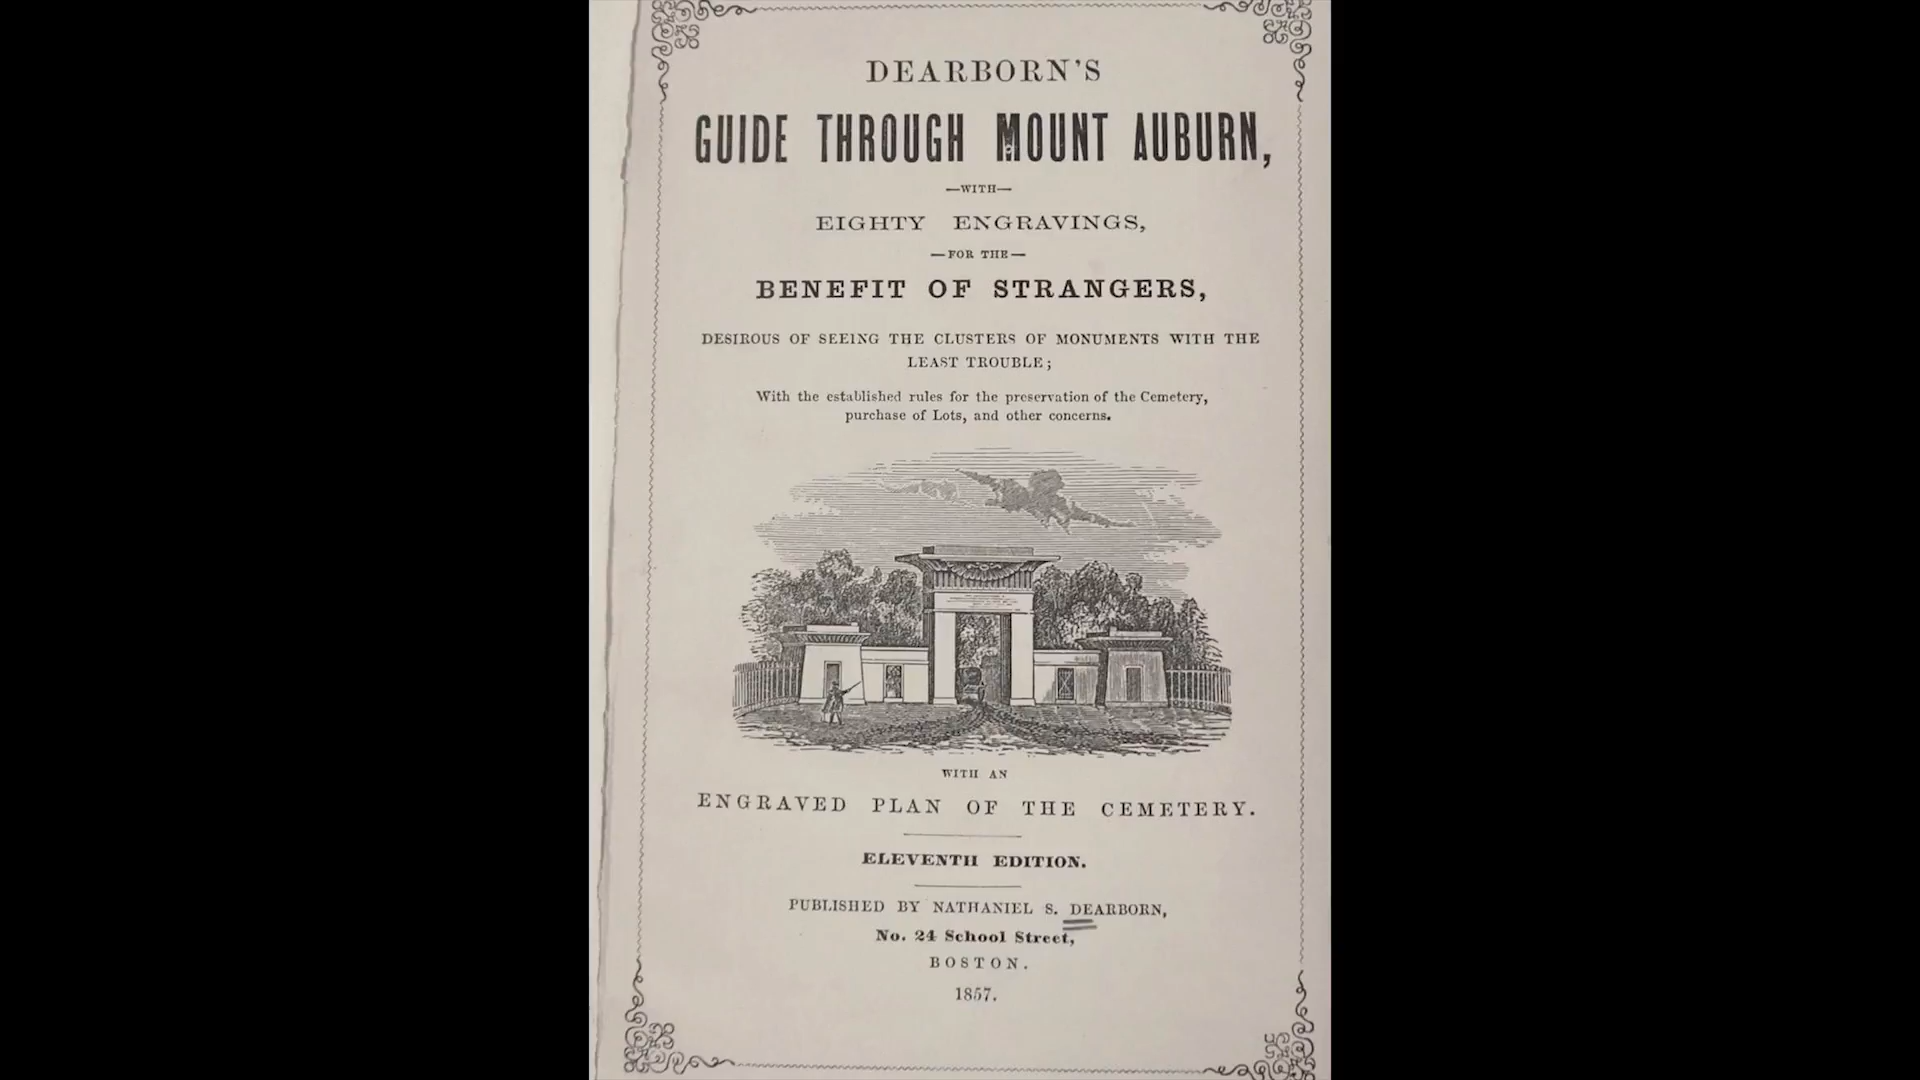 DEARBORN'S
GUIDE THROUGH MOUNT AUBURN,
—WITH—
EIGHTY ENGRAVINGS,
—FOR THE—
BENEFIT OF STRANGERS,
DESIROUS OF SEEING THE CLUSTERS OF MONUMENTS WITH THE
LEAST TROUBLE;
With the established rules for the preservation of the Cemetery,
purchase of Lots, and other concerns.
WITH AN
ENGRAVED PLAN OF THE CEMETERY.
ELEVENTH EDITION.
PUBLISHED BY NATHANIEL S. DEARBORN,
No. 24 School Street,
BOSTON.
1857.